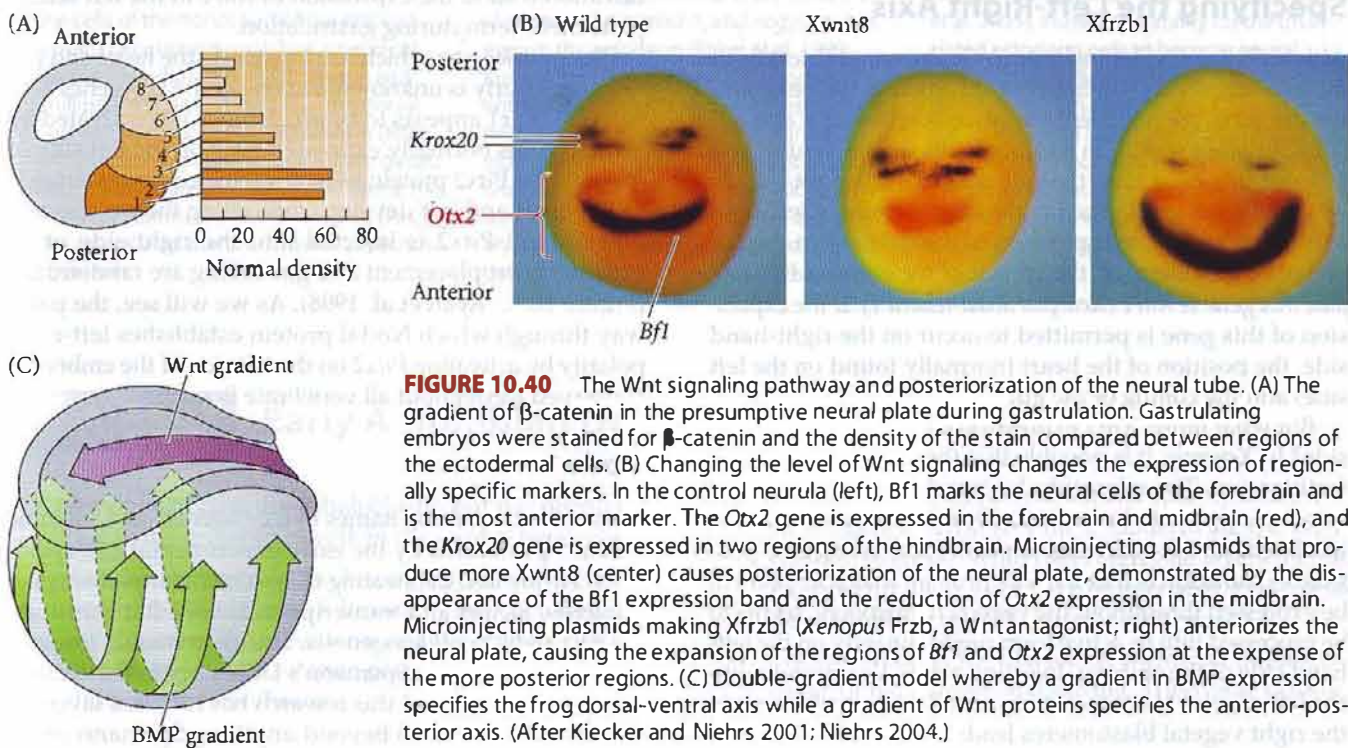 Specifying the Left-Right Axis
(A)
Anterior
8
7
6
5
4
3
2
1
Posterior
0 20 40 60 80
Normal density
(B) Wild type Xwnt8 Xfrzb1
Posterior
Krox20
Otx2
Anterior
Bf1
(C)
Wnt gradient
BMP gradient
FIGURE 10.40 The Wnt signaling pathway and posteriorization of the neural tube. (A) The
gradient of β-catenin in the presumptive neural plate during gastrulation. Gastrulating
embryos were stained for β-catenin and the density of the stain compared between regions of
the ectodermal cells. (B) Changing the level of Wnt signaling changes the expression of region-
ally specific markers. In the control neurula (left), Bf1 marks the neural cells of the forebrain and
is the most anterior marker. The Otx2 gene is expressed in the forebrain and midbrain (red), and
the Krox20 gene is expressed in two regions of the hindbrain. Microinjecting plasmids that pro-
duce more Xwnt8 (center) causes posteriorization of the neural plate, demonstrated by the dis-
appearance of the Bf1 expression band and the reduction of Otx2 expression in the midbrain.
Microinjecting plasmids making Xfrzb1 (Xenopus Frzb, a Wnt antagonist; right) anteriorizes the
neural plate, causing the expansion of the regions of Bf1 and Otx2 expression at the expense of
the more posterior regions. (C) Double-gradient model whereby a gradient in BMP expression
specifies the frog dorsal-ventral axis while a gradient of Wnt proteins specifies the anterior-pos-
terior axis. (After Kiecker and Niehrs 2001; Niehrs 2004.)